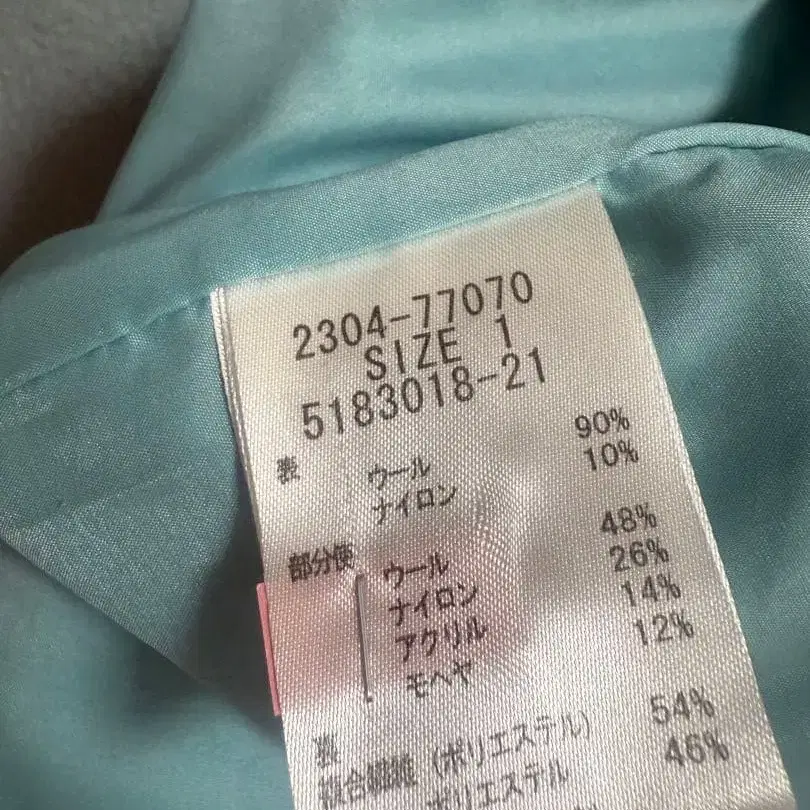 2304-77070
SIZE 1
5183018-21
表 ウール 90%
ナイロン 10%
部分使 ウール 48%
ナイロン 26%
アクリル 14%
モヘヤ 12%
裏
複合繊維 (ポリエステル) 54%
ポリエステル 46%